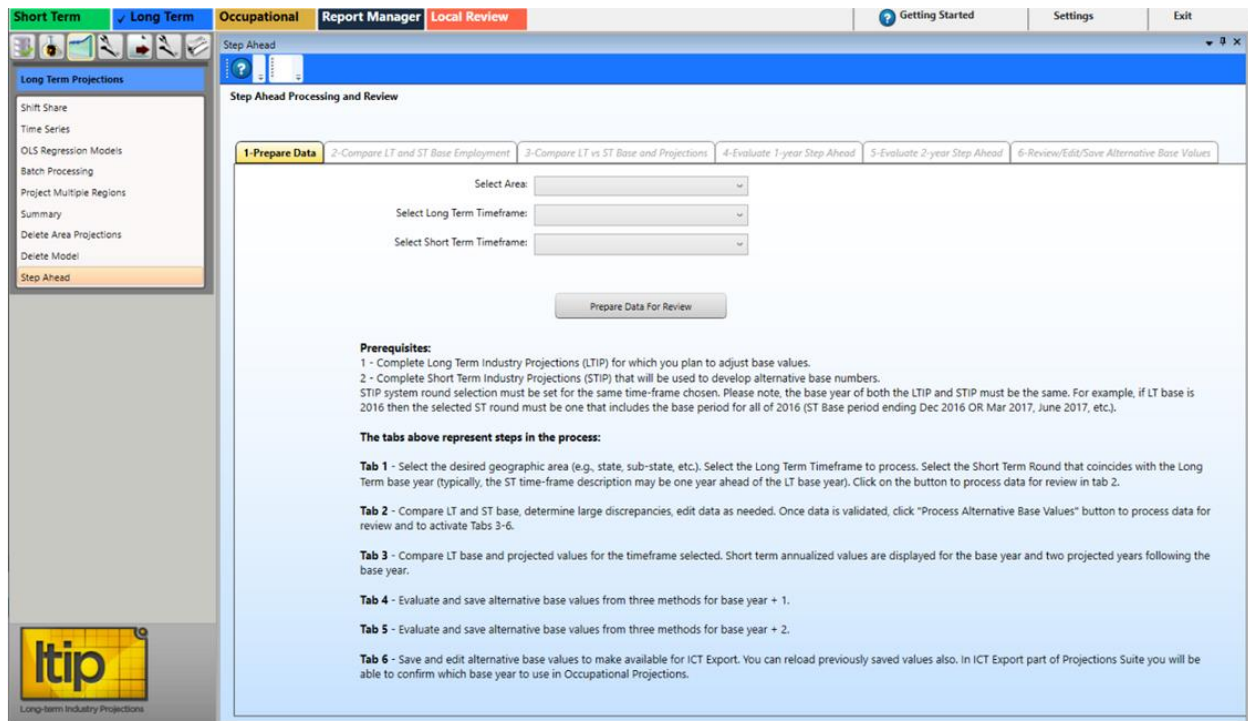 Short Term
✓ Long Term
Occupational
Report Manager
Local Review
Getting Started
Settings
Exit
Step Ahead
Long Term Projections
Shift Share
Time Series
OLS Regression Models
Batch Processing
Project Multiple Regions
Summary
Delete Area Projections
Delete Model
Step Ahead
Step Ahead Processing and Review
1-Prepare Data
2-Compare LT and ST Base Employment
3-Compare LT vs ST Base and Projections
4-Evaluate 1-year Step Ahead
5-Evaluate 2-year Step Ahead
6-Review/Edit/Save Alternative Base Values
Select Area:
Select Long Term Timeframe:
Select Short Term Timeframe:
Prepare Data For Review
Prerequisites:
1 - Complete Long Term Industry Projections (LTIP) for which you plan to adjust base values.
2 - Complete Short Term Industry Projections (STIP) that will be used to develop alternative base numbers.
STIP system round selection must be set for the same time-frame chosen. Please note, the base year of both the LTIP and STIP must be the same. For example, if LT base is
2016 then the selected ST round must be one that includes the base period for all of 2016 (ST Base period ending Dec 2016 OR Mar 2017, June 2017, etc.).
The tabs above represent steps in the process:
Tab 1 - Select the desired geographic area (e.g., state, sub-state, etc.). Select the Long Term Timeframe to process. Select the Short Term Round that coincides with the Long
Term base year (typically, the ST time-frame description may be one year ahead of the LT base year). Click on the button to process data for review in tab 2.
Tab 2 - Compare LT and ST base, determine large discrepancies, edit data as needed. Once data is validated, click "Process Alternative Base Values" button to process data for
review and to activate Tabs 3-6.
Tab 3 - Compare LT base and projected values for the timeframe selected. Short term annualized values are displayed for the base year and two projected years following the
base year.
Tab 4 - Evaluate and save alternative base values from three methods for base year + 1.
Tab 5 - Evaluate and save alternative base values from three methods for base year + 2.
Tab 6 - Save and edit alternative base values to make available for ICT Export. You can reload previously saved values also. In ICT Export part of Projections Suite you will be
able to confirm which base year to use in Occupational Projections.
ltip
Long-term Industry Projections